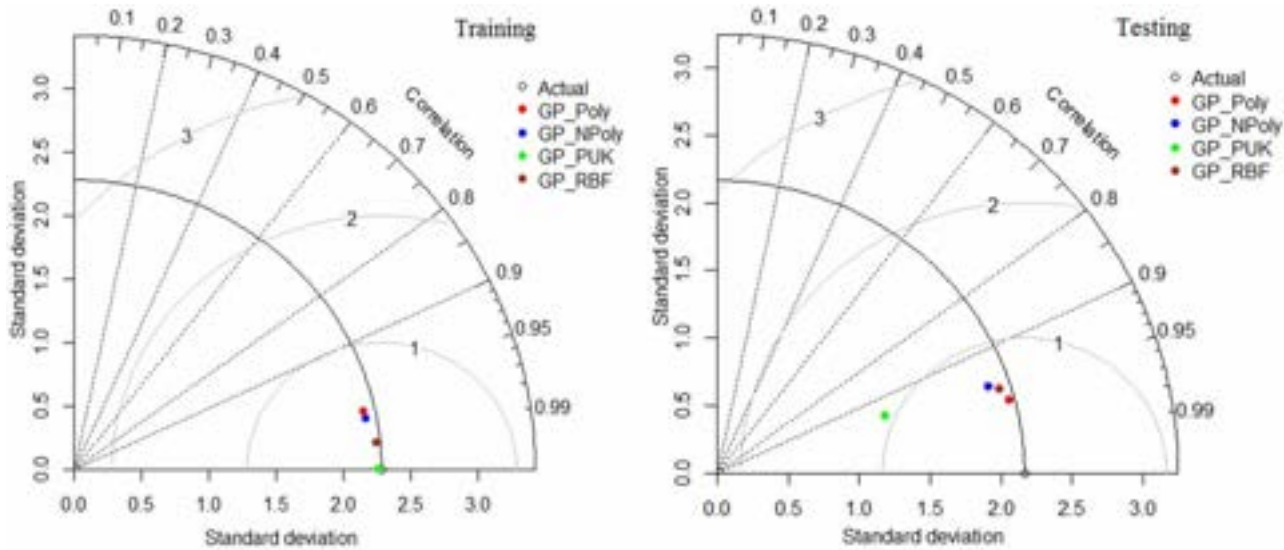 Training
0.1
0.2
0.3
0.4
0.5
0.6
0.7
0.8
0.9
0.95
0.99
Correlation
Actual
GP_Poly
GP_NPoly
GP_PUK
GP_RBF
3
2
1
Standard deviation
3.0
2.5
2.0
1.5
1.0
0.5
0.0
0.0 0.5 1.0 1.5 2.0 2.5 3.0
Standard deviation
Testing
0.1
0.2
0.3
0.4
0.5
0.6
0.7
0.8
0.9
0.95
0.99
Correlation
Actual
GP_Poly
GP_NPoly
GP_PUK
GP_RBF
3
2
1
Standard deviation
3.0
2.5
2.0
1.5
1.0
0.5
0.0
0.0 0.5 1.0 1.5 2.0 2.5 3.0
Standard deviation